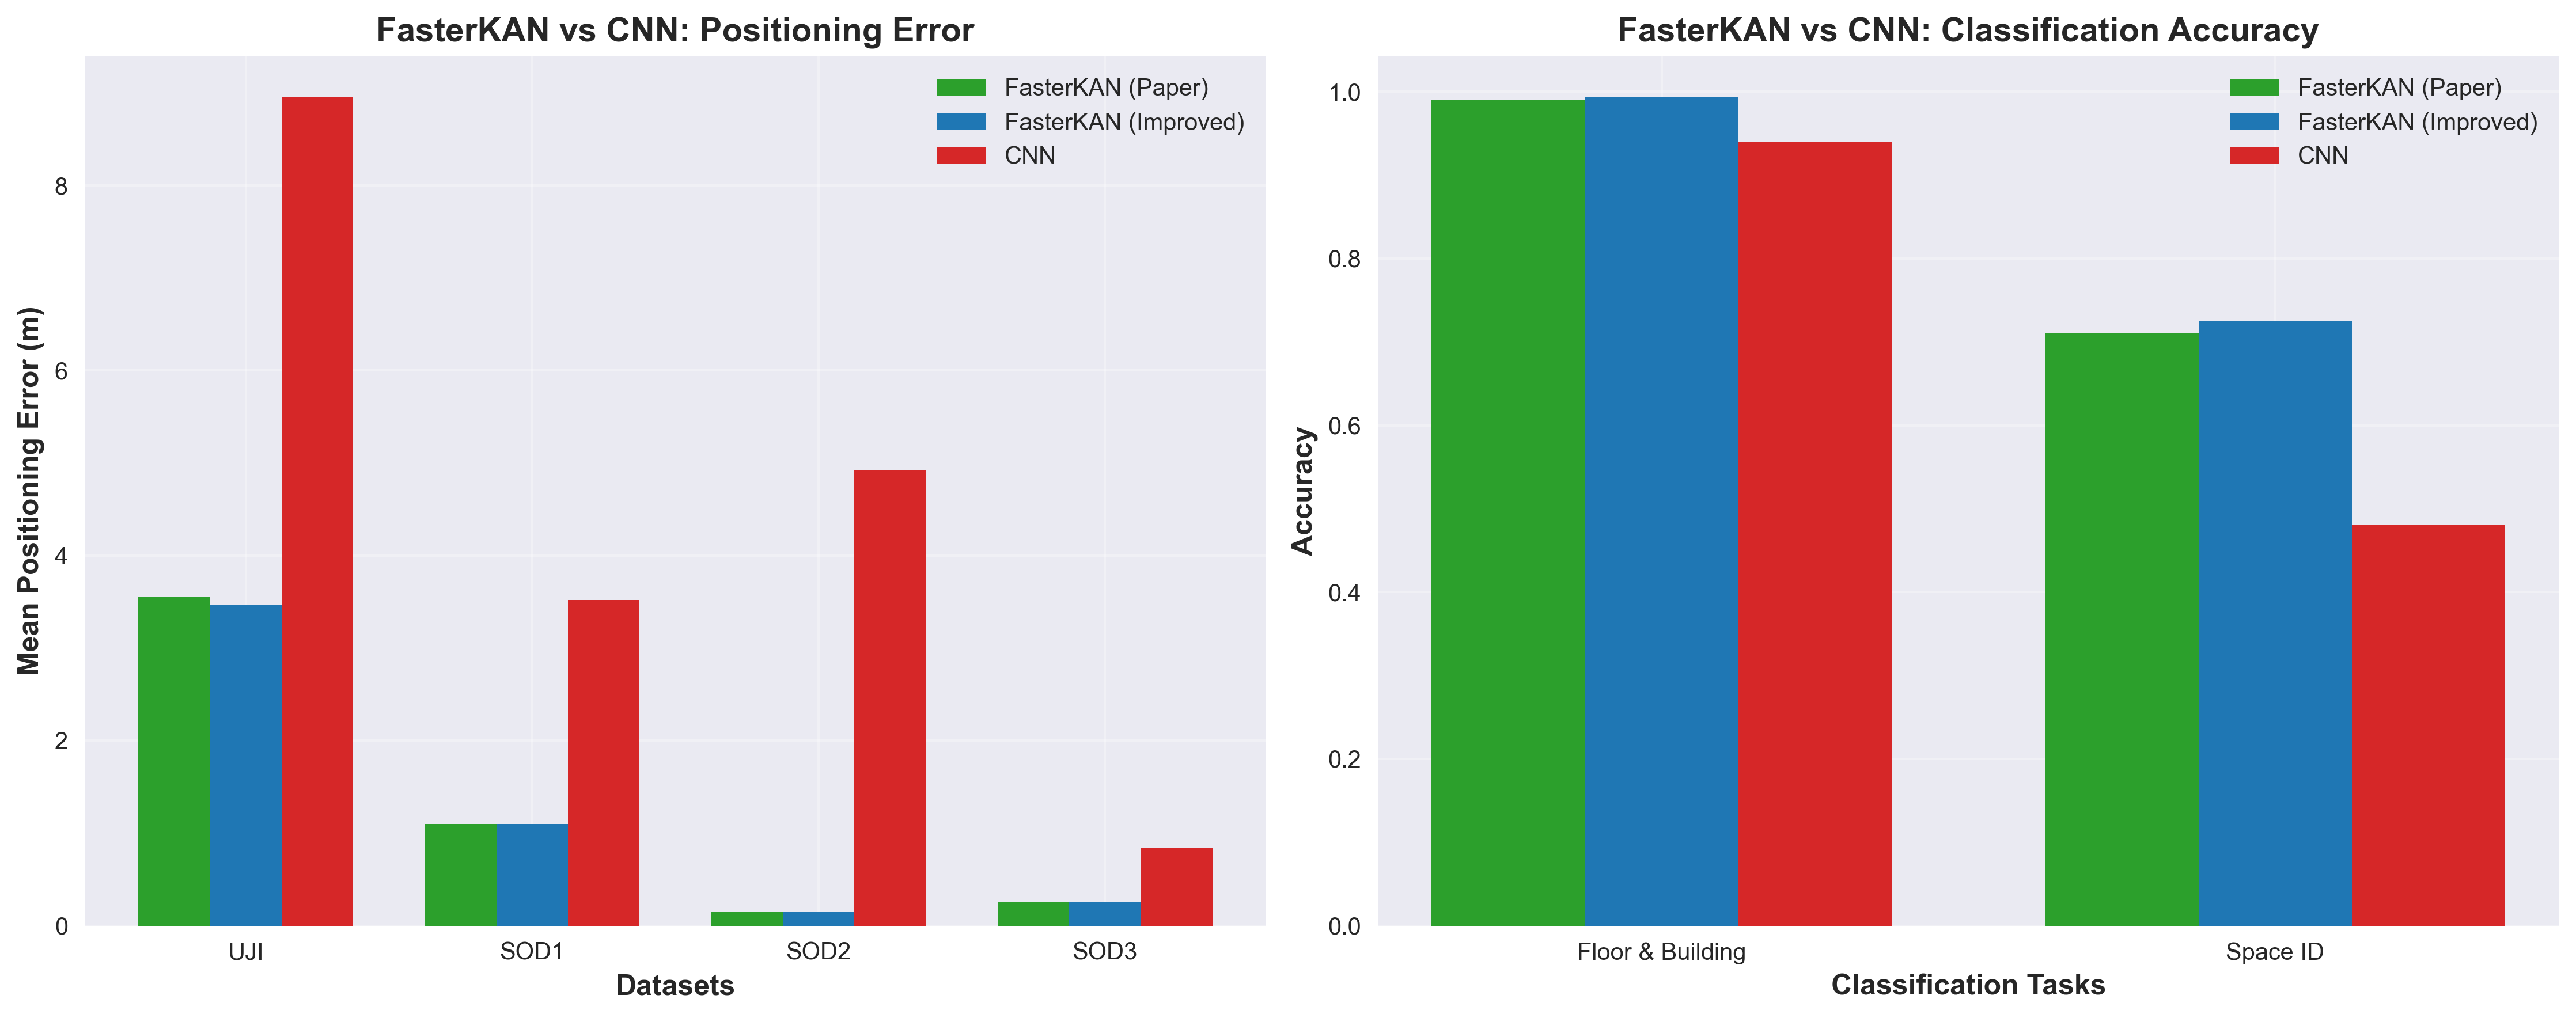 FasterKAN vs CNN: Positioning Error
FasterKAN (Paper)
FasterKAN (Improved)
CNN
Mean Positioning Error (m)
8
6
4
2
0
UJI SOD1 SOD2 SOD3
Datasets
FasterKAN vs CNN: Classification Accuracy
FasterKAN (Paper)
FasterKAN (Improved)
CNN
Accuracy
1.0
0.8
0.6
0.4
0.2
0.0
Floor & Building Space ID
Classification Tasks